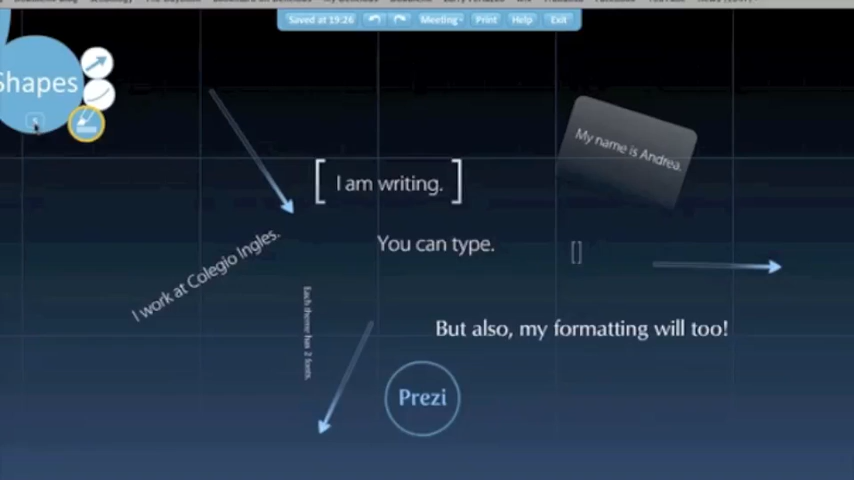 Saved at 19:26 Meeting Print Help Exit
Shapes
My name is Andrea.
[I am writing.]
You can type.
I work at Colegio Ingles.
[]
Each theme has 2 fonts.
But also, my formatting will too!
Prezi